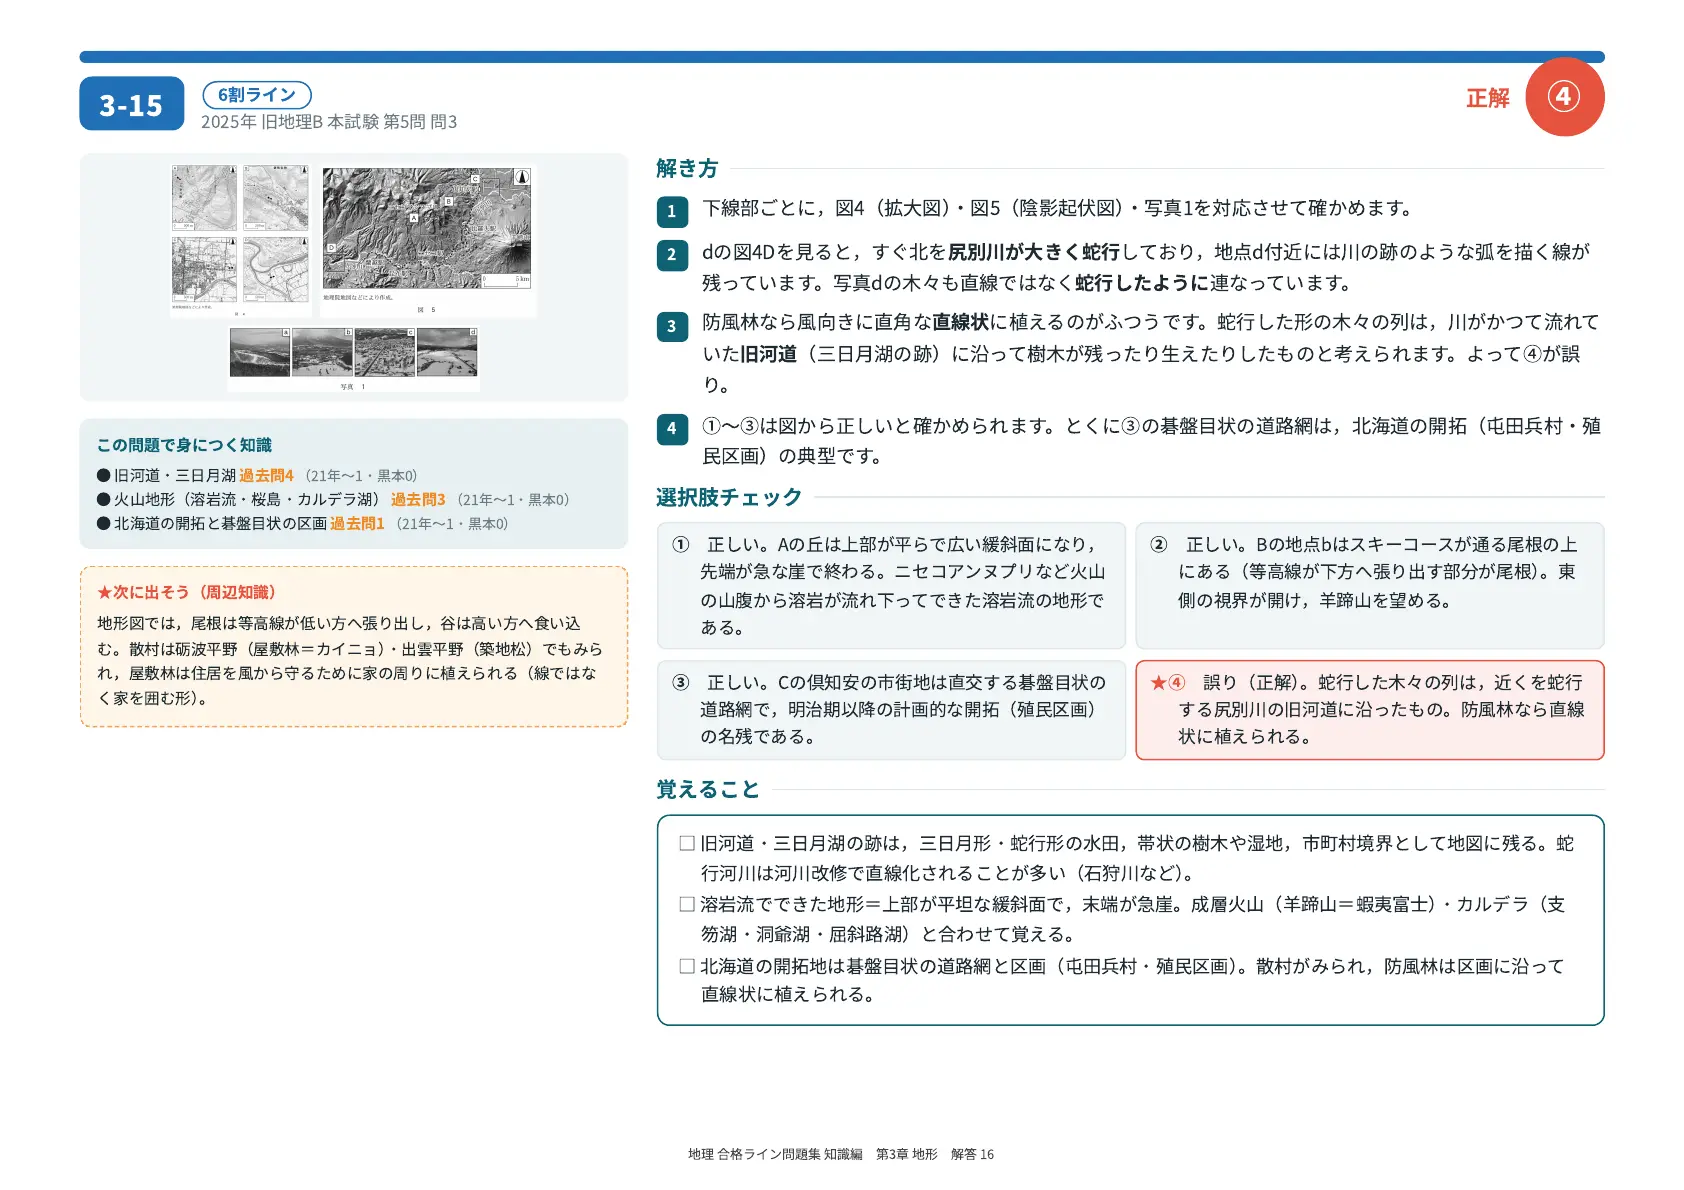 3-15
6割ライン
2025年 旧地理B 本試験 第5問 問3
正解 ④
地理院地図などにより作成。
図 5
A
B
C
D
5 km
a
b
c
d
写真 1
この問題で身につく知識
●旧河道・三日月湖 過去問4 （21年〜1・黒本0）
●火山地形（溶岩流・桜島・カルデラ湖） 過去問3 （21年〜1・黒本0）
●北海道の開拓と碁盤目状の区画 過去問1 （21年〜1・黒本0）
★次に出そう（周辺知識）
地形図では，尾根は等高線が低い方へ張り出し，谷は高い方へ食い込
む。散村は砺波平野（屋敷林＝カイニョ）・出雲平野（築地松）でもみら
れ，屋敷林は住居を風から守るために家の周りに植えられる（線ではな
く家を囲む形）。
解き方
1 下線部ごとに，図4（拡大図）・図5（陰影起伏図）・写真1を対応させて確かめます。
2 dの図4Dを見ると，すぐ北を尻別川が大きく蛇行しており，地点d付近には川の跡のような弧を描く線が
残っています。写真dの木々も直線ではなく蛇行したように連なっています。
3 防風林なら風向きに直角な直線状に植えるのがふつうです。蛇行した形の木々の列は，川がかつて流れて
いた旧河道（三日月湖の跡）に沿って樹木が残ったり生えたりしたものと考えられます。よって④が誤
り。
4 ①〜③は図から正しいと確かめられます。とくに③の碁盤目状の道路網は，北海道の開拓（屯田兵村・殖
民区画）の典型です。
選択肢チェック
① 正しい。Aの丘は上部が平らで広い緩斜面になり，
先端が急な崖で終わる。ニセコアンヌプリなど火山
の山腹から溶岩が流れ下ってできた溶岩流の地形で
ある。
② 正しい。Bの地点bはスキーコースが通る尾根の上
にある（等高線が下方へ張り出す部分が尾根）。東
側の視界が開け，羊蹄山を望める。
③ 正しい。Cの倶知安の市街地は直交する碁盤目状の
道路網で，明治期以降の計画的な開拓（殖民区画）
の名残である。
★④ 誤り（正解）。蛇行した木々の列は，近くを蛇行
する尻別川の旧河道に沿ったもの。防風林なら直線
状に植えられる。
覚えること
□ 旧河道・三日月湖の跡は，三日月形・蛇行形の水田，帯状の樹木や湿地，市町村境界として地図に残る。蛇
行河川は河川改修で直線化されることが多い（石狩川など）。
□ 溶岩流でできた地形＝上部が平坦な緩斜面で，末端が急崖。成層火山（羊蹄山＝蝦夷富士）・カルデラ（支
笏湖・洞爺湖・屈斜路湖）と合わせて覚える。
□ 北海道の開拓地は碁盤目状の道路網と区画（屯田兵村・殖民区画）。散村がみられ，防風林は区画に沿って
直線状に植えられる。
地理 合格ライン問題集 知識編 第3章 地形 解答 16